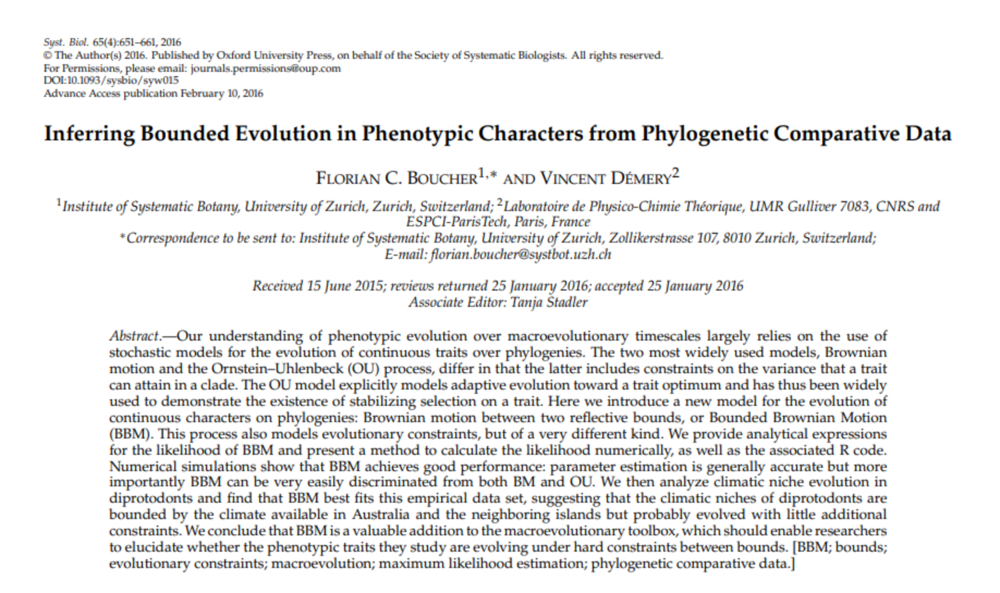 Syst. Biol. 65(4):651–661, 2016
© The Author(s) 2016. Published by Oxford University Press, on behalf of the Society of Systematic Biologists. All rights reserved.
For Permissions, please email: journals.permissions@oup.com
DOI:10.1093/sysbio/syw015
Advance Access publication February 10, 2016
Inferring Bounded Evolution in Phenotypic Characters from Phylogenetic Comparative Data
FLORIAN C. BOUCHER1,* AND VINCENT DÉMERY2
1Institute of Systematic Botany, University of Zurich, Zurich, Switzerland; 2Laboratoire de Physico-Chimie Théorique, UMR Gulliver 7083, CNRS and
ESPCI-ParisTech, Paris, France
*Correspondence to be sent to: Institute of Systematic Botany, University of Zurich, Zollikerstrasse 107, 8010 Zurich, Switzerland;
E-mail: florian.boucher@systbot.uzh.ch
Received 15 June 2015; reviews returned 25 January 2016; accepted 25 January 2016
Associate Editor: Tanja Stadler
Abstract.—Our understanding of phenotypic evolution over macroevolutionary timescales largely relies on the use of
stochastic models for the evolution of continuous traits over phylogenies. The two most widely used models, Brownian
motion and the Ornstein–Uhlenbeck (OU) process, differ in that the latter includes constraints on the variance that a trait
can attain in a clade. The OU model explicitly models adaptive evolution toward a trait optimum and has thus been widely
used to demonstrate the existence of stabilizing selection on a trait. Here we introduce a new model for the evolution of
continuous characters on phylogenies: Brownian motion between two reflective bounds, or Bounded Brownian Motion
(BBM). This process also models evolutionary constraints, but of a very different kind. We provide analytical expressions
for the likelihood of BBM and present a method to calculate the likelihood numerically, as well as the associated R code.
Numerical simulations show that BBM achieves good performance: parameter estimation is generally accurate but more
importantly BBM can be very easily discriminated from both BM and OU. We then analyze climatic niche evolution in
diprotodonts and find that BBM best fits this empirical data set, suggesting that the climatic niches of diprotodonts are
bounded by the climate available in Australia and the neighboring islands but probably evolved with little additional
constraints. We conclude that BBM is a valuable addition to the macroevolutionary toolbox, which should enable researchers
to elucidate whether the phenotypic traits they study are evolving under hard constraints between bounds. [BBM; bounds;
evolutionary constraints; macroevolution; maximum likelihood estimation; phylogenetic comparative data.]